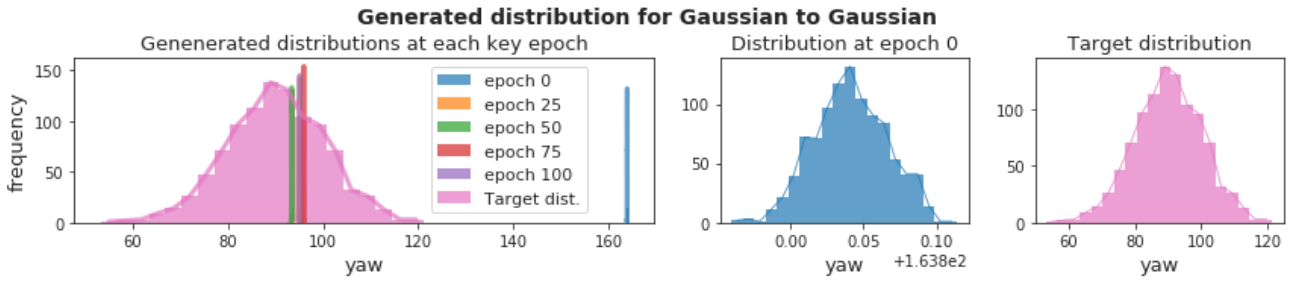 Generated distribution for Gaussian to Gaussian
Genenerated distributions at each key epoch
150
100
50
0
frequency
60
80
100
120
140
160
yaw
epoch 0
epoch 25
epoch 50
epoch 75
epoch 100
Target dist.
Distribution at epoch 0
100
50
0
0.00
0.05
0.10
yaw
+1.638e2
Target distribution
100
50
0
60
80
100
120
yaw